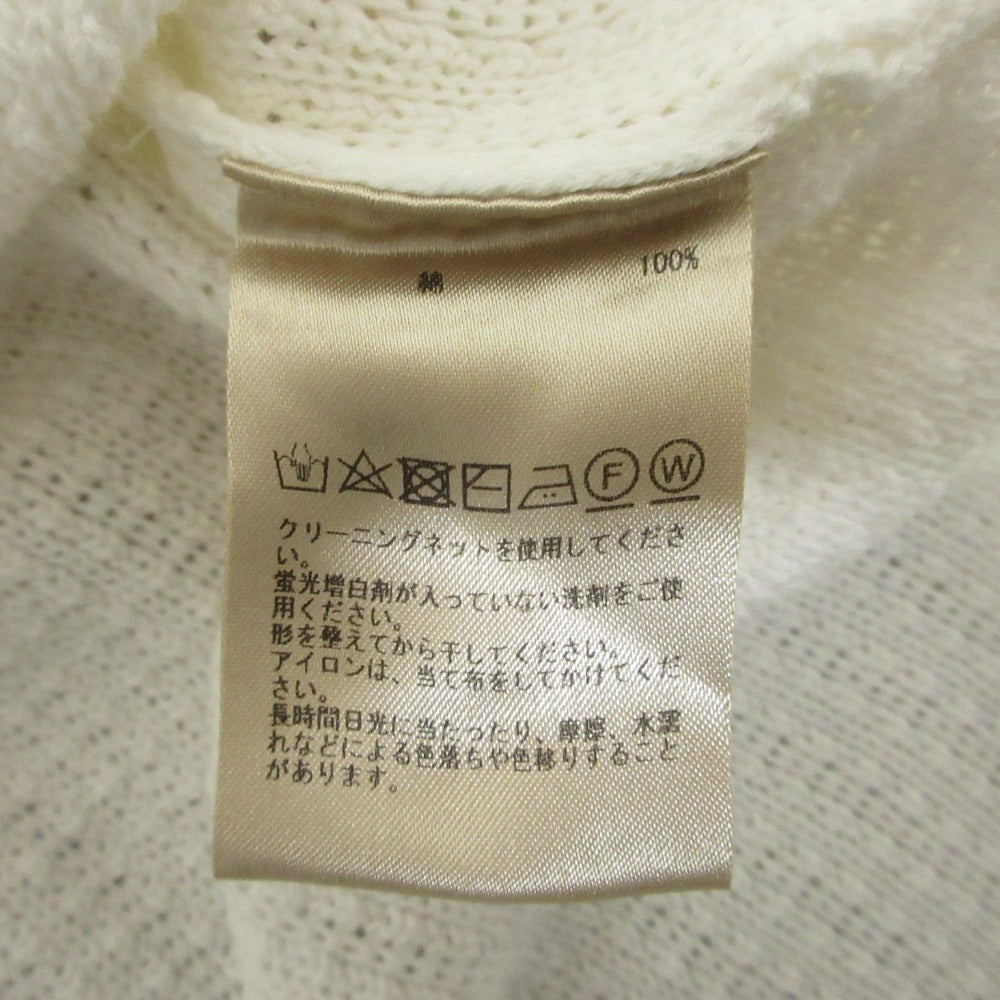 綿 100%
F W
クリーニングネットを使用してくださ
い。
蛍光増白剤が入っていない洗剤をご使
用ください。
形を整えてから干してください。
アイロンは、当て布をしてかけてくだ
さい。
長時間日光に当たったり、摩擦、水濡
れなどによる色落ちや色移りすること
があります。